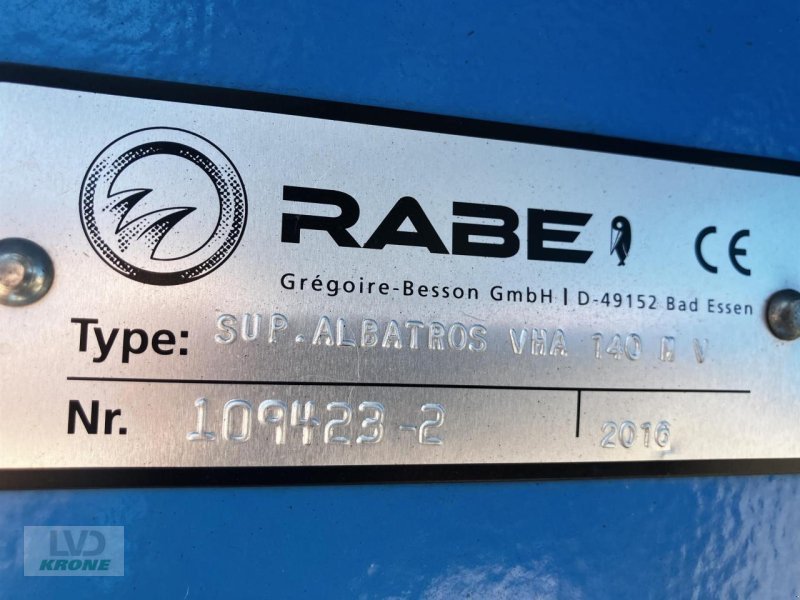 RABE CE
Grégoire-Besson GmbH | D-49152 Bad Essen
Type: SUP.ALBATROS VHA 140 M V
Nr. 109423-2 2016
LVD
KRONE